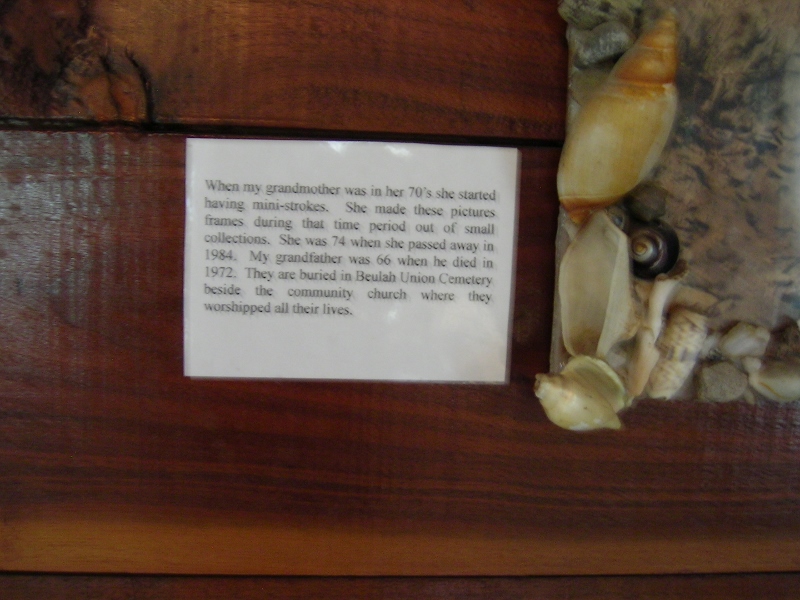 When my grandmother was in her 70's she started
having mini-strokes. She made these pictures
frames during that time period out of small
collections. She was 74 when she passed away in
1984. My grandfather was 66 when he died in
1972. They are buried in Beulah Union Cemetery
beside the community church where they
worshipped all their lives.